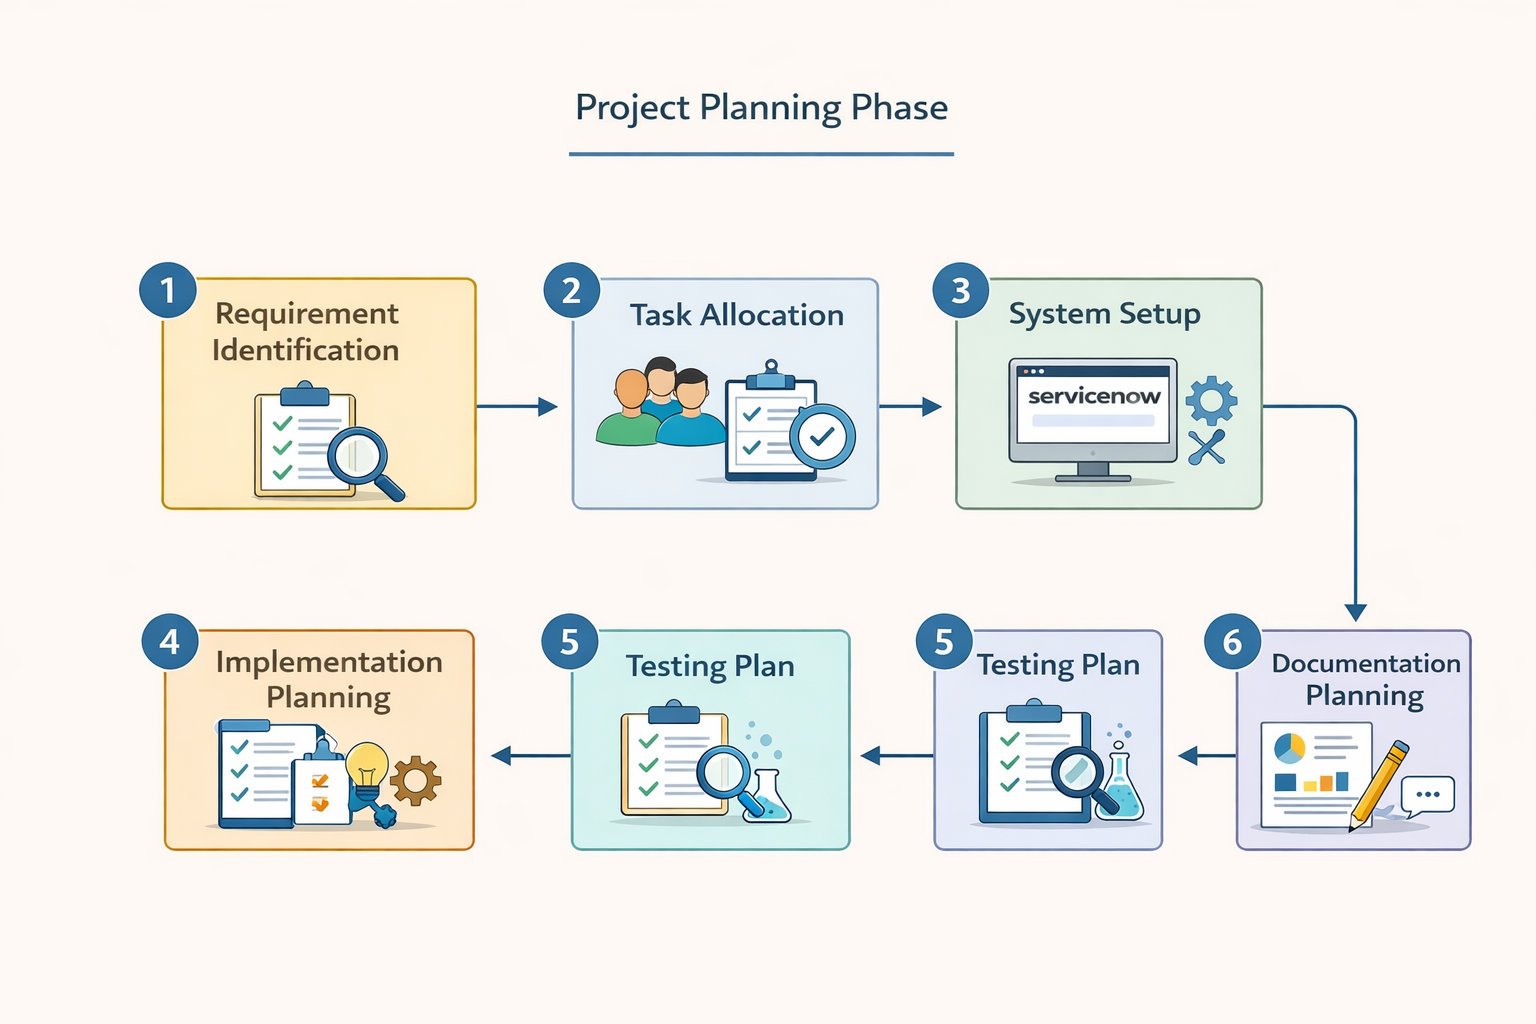 Project Planning Phase
1
Requirement
Identification
2
Task Allocation
3
System Setup
servicenow
4
Implementation
Planning
5
Testing Plan
5
Testing Plan
6
Documentation
Planning